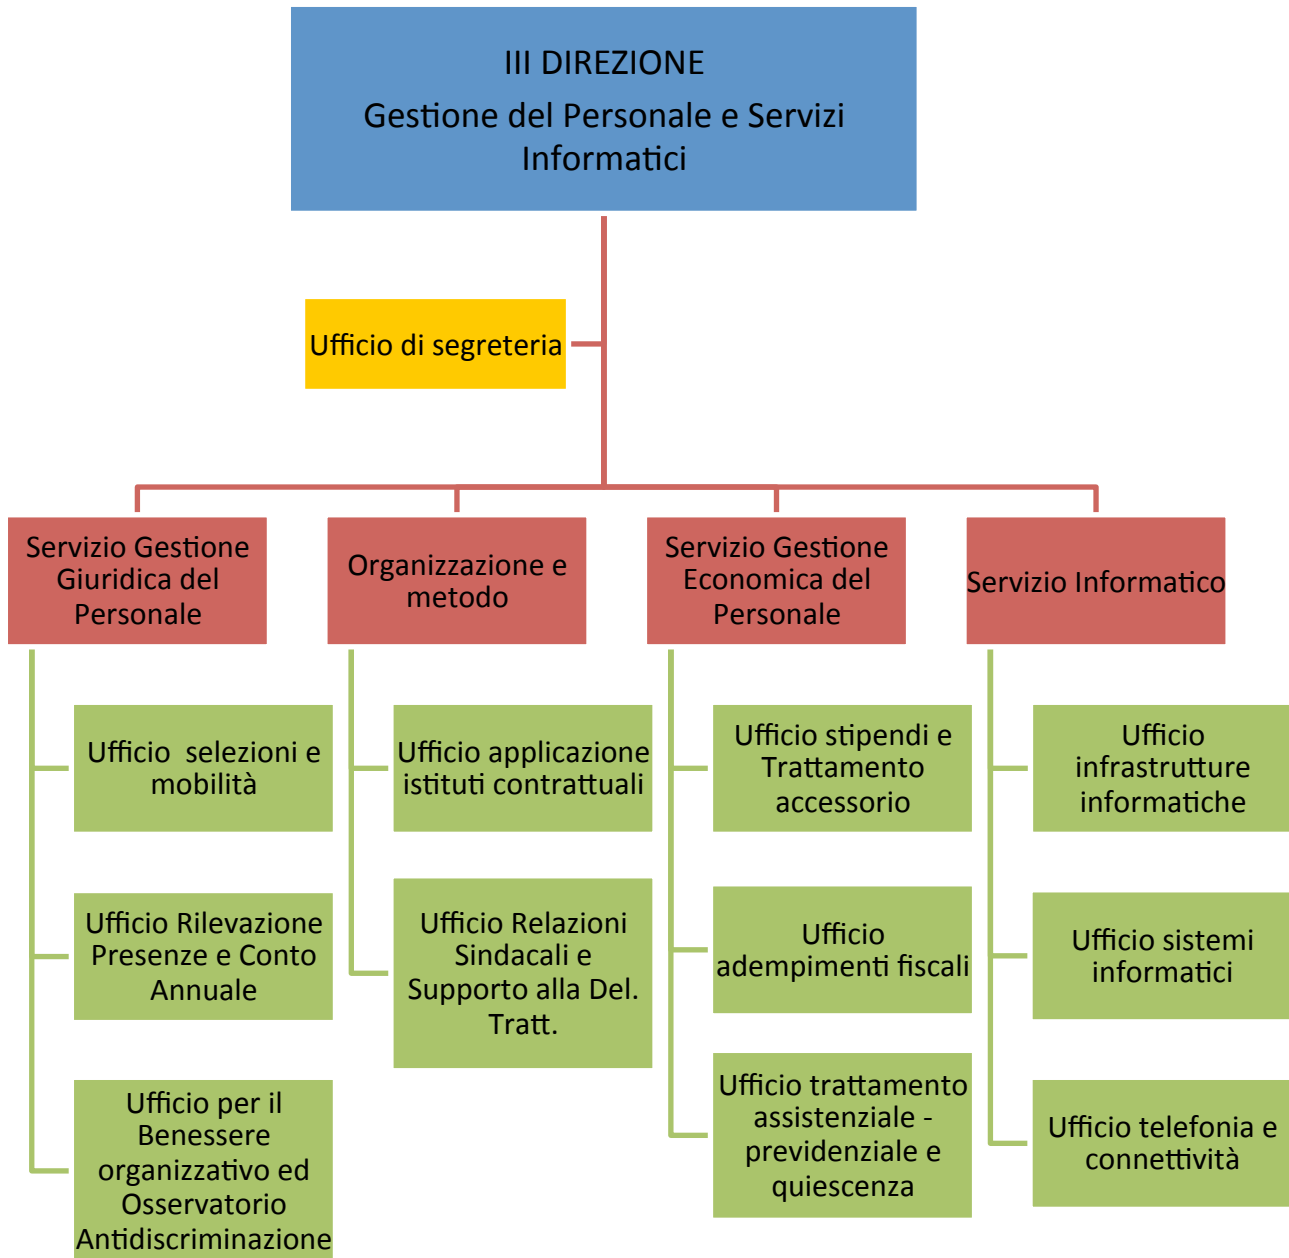 III DIREZIONE
Gestione del Personale e Servizi
Informatici
Ufficio di segreteria
Servizio Gestione
Giuridica del
Personale
Organizzazione e
metodo
Servizio Gestione
Economica del
Personale
Servizio Informatico
Ufficio selezioni e
mobilità
Ufficio Rilevazione
Presenze e Conto
Annuale
Ufficio per il
Benessere
organizzativo ed
Osservatorio
Antidiscriminazione
Ufficio applicazione
istituti contrattuali
Ufficio Relazioni
Sindacali e
Supporto alla Del.
Tratt.
Ufficio stipendi e
Trattamento
accessorio
Ufficio
adempimenti fiscali
Ufficio trattamento
assistenziale -
previdenziale e
quiescenza
Ufficio
infrastrutture
informatiche
Ufficio sistemi
informatici
Ufficio telefonia e
connettività